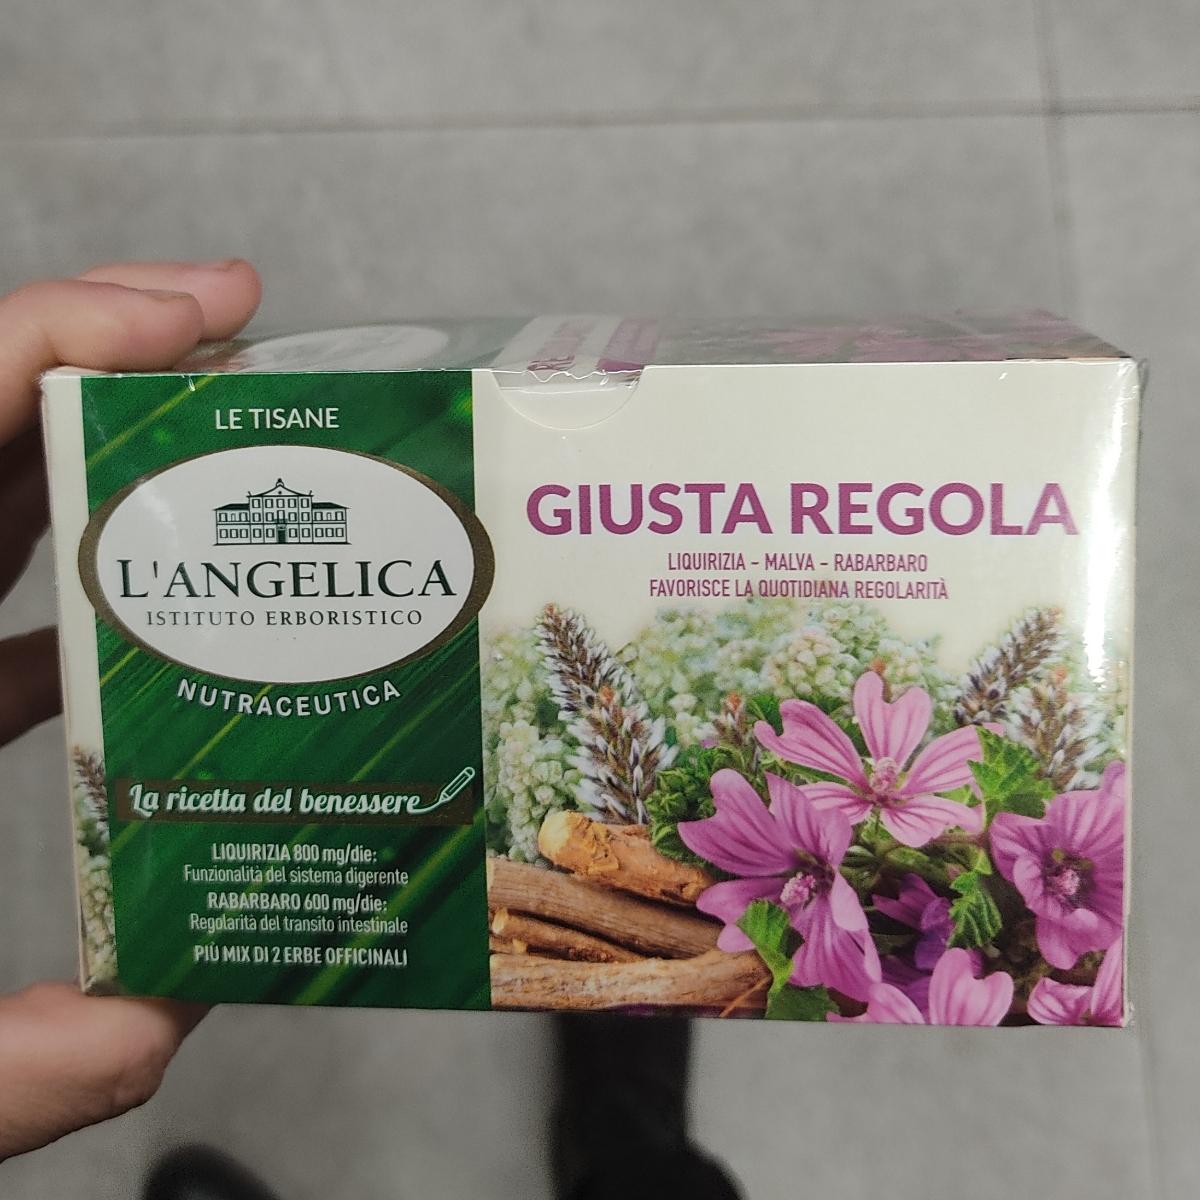 LE TISANE
L'ANGELICA
ISTITUTO ERBORISTICO
NUTRACEUTICA
La ricetta del benessere
LIQUIRIZIA 800 mg/die:
Funzionalità del sistema digerente
RABARBARO 600 mg/die:
Regolarità del transito intestinale
PIÙ MIX DI 2 ERBE OFFICINALI
GIUSTA REGOLA
LIQUIRIZIA - MALVA - RABARBARO
FAVORISCE LA QUOTIDIANA REGOLARITÀ